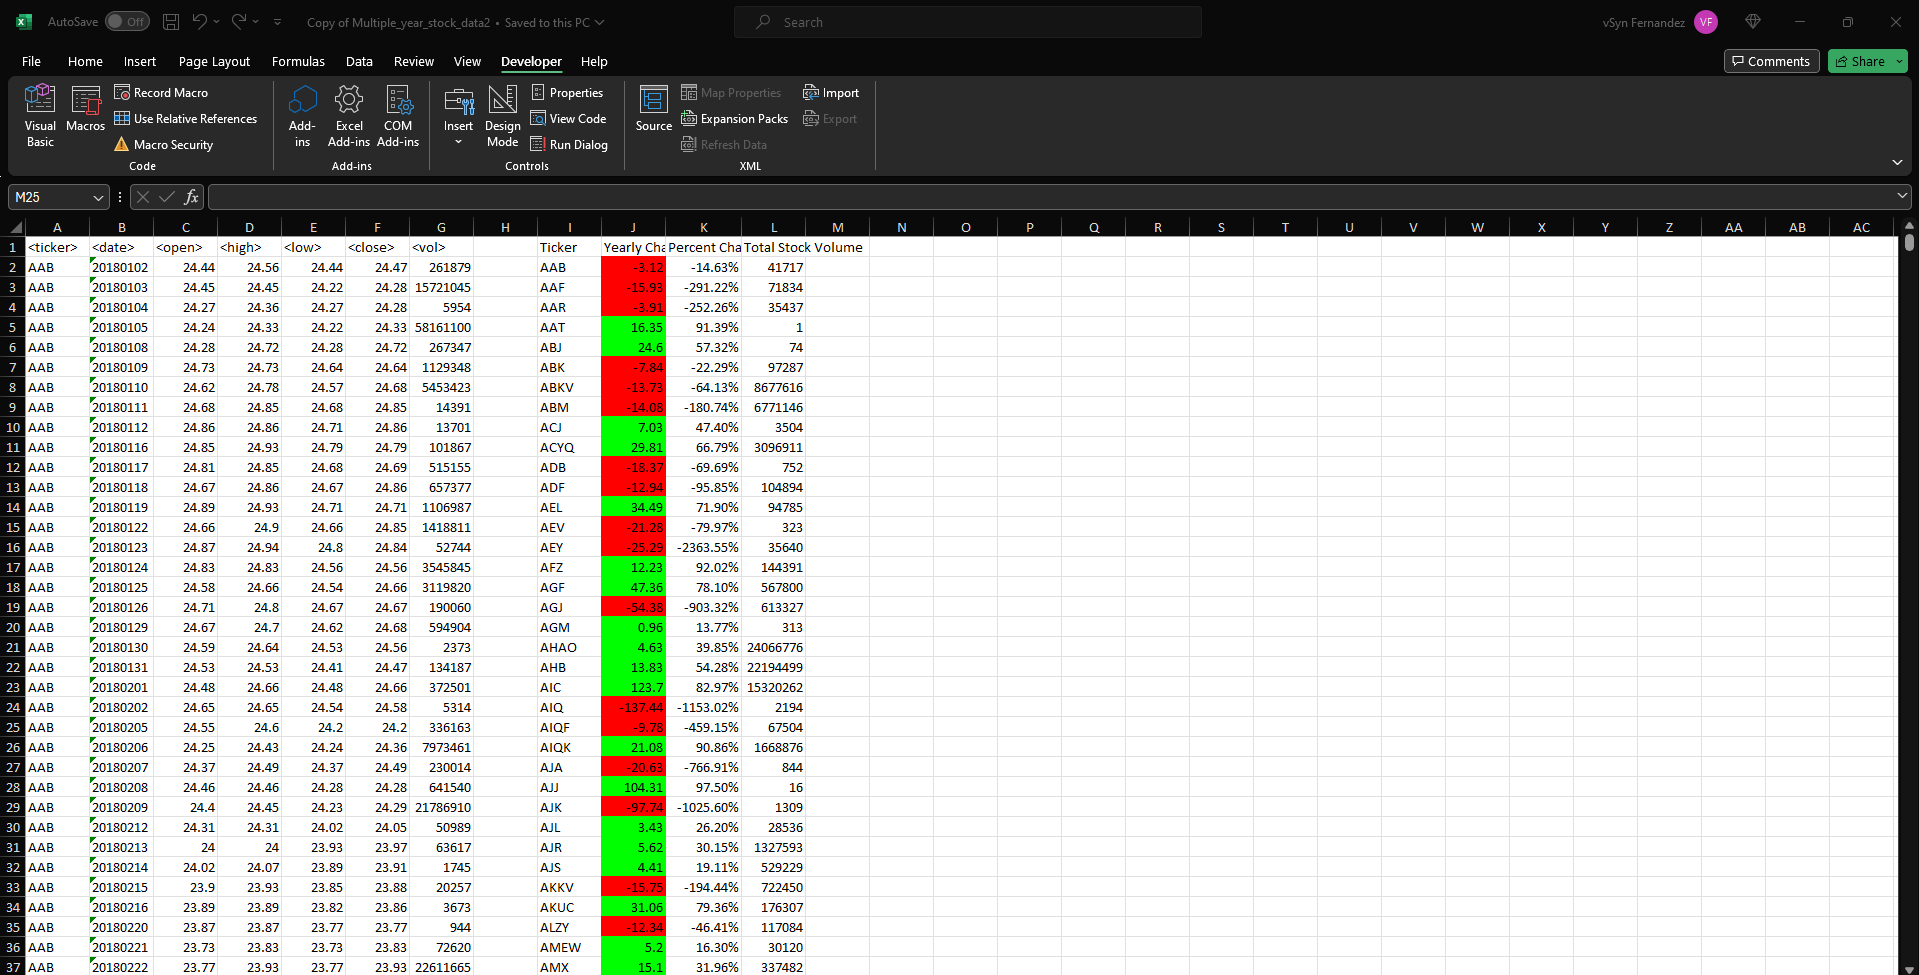 AutoSave Off Copy of Multiple_year_stock_data2 • Saved to this PC Search vSyn Fernandez VF
File Home Insert Page Layout Formulas Data Review View Developer Help Comments Share
Visual Basic Macros Record Macro Use Relative References Macro Security Code
Add-ins Excel Add-ins COM Add-ins Add-ins
Insert Design Mode Properties View Code Run Dialog Controls
Source Map Properties Expansion Packs Refresh Data Import Export XML
M25 fx
A B C D E F G H I J K L M N O P Q R S T U V W X Y Z AA AB AC
1 <ticker> <date> <open> <high> <low> <close> <vol> Ticker Yearly Cha Percent Cha Total Stock Volume
2 AAB 20180102 24.44 24.56 24.44 24.47 261879 AAB -3.12 -14.63% 41717
3 AAB 20180103 24.45 24.45 24.22 24.28 15721045 AAF -15.93 -291.22% 71834
4 AAB 20180104 24.27 24.36 24.27 24.28 5954 AAR -3.91 -252.26% 35437
5 AAB 20180105 24.24 24.33 24.22 24.33 58161100 AAT 16.35 91.39% 1
6 AAB 20180108 24.28 24.72 24.28 24.72 267347 ABJ 24.6 57.32% 74
7 AAB 20180109 24.73 24.73 24.64 24.64 1129348 ABK -7.84 -22.29% 97287
8 AAB 20180110 24.62 24.78 24.57 24.68 5453423 ABKV -13.73 -64.13% 8677616
9 AAB 20180111 24.68 24.85 24.68 24.85 14391 ABM -14.08 -180.74% 6771146
10 AAB 20180112 24.86 24.86 24.71 24.86 13701 ACJ 7.03 47.40% 3504
11 AAB 20180116 24.85 24.93 24.79 24.79 101867 ACYQ 29.81 66.79% 3096911
12 AAB 20180117 24.81 24.85 24.68 24.69 515155 ADB -18.37 -69.69% 752
13 AAB 20180118 24.67 24.86 24.67 24.86 657377 ADF -12.94 -95.85% 104894
14 AAB 20180119 24.89 24.93 24.71 24.71 1106987 AEL 34.49 71.90% 94785
15 AAB 20180122 24.66 24.9 24.66 24.85 1418811 AEV -21.28 -79.97% 323
16 AAB 20180123 24.87 24.94 24.8 24.84 52744 AEY -25.29 -2363.55% 35640
17 AAB 20180124 24.83 24.83 24.56 24.56 3545845 AFZ 12.23 92.02% 144391
18 AAB 20180125 24.58 24.66 24.54 24.66 3119820 AGF 47.36 78.10% 567800
19 AAB 20180126 24.71 24.8 24.67 24.67 190060 AGJ -54.38 -903.32% 613327
20 AAB 20180129 24.67 24.7 24.62 24.68 594904 AGM 0.96 13.77% 313
21 AAB 20180130 24.59 24.64 24.53 24.56 2373 AHAO 4.63 39.85% 24066776
22 AAB 20180131 24.53 24.53 24.41 24.47 134187 AHB 13.83 54.28% 22194499
23 AAB 20180201 24.48 24.66 24.48 24.66 372501 AIC 123.7 82.97% 15320262
24 AAB 20180202 24.65 24.65 24.54 24.58 5314 AIQ -137.44 -1153.02% 2194
25 AAB 20180205 24.55 24.6 24.2 24.2 336163 AIQF -9.78 -459.15% 67504
26 AAB 20180206 24.25 24.43 24.24 24.36 7973461 AIQK 21.08 90.86% 1668876
27 AAB 20180207 24.37 24.49 24.37 24.49 230014 AJA -20.63 -766.91% 844
28 AAB 20180208 24.46 24.46 24.28 24.28 641540 AJJ 104.31 97.50% 16
29 AAB 20180209 24.4 24.45 24.23 24.29 21786910 AJK -97.74 -1025.60% 1309
30 AAB 20180212 24.31 24.31 24.02 24.05 50989 AJL 3.43 26.20% 28536
31 AAB 20180213 24 24 23.93 23.97 63617 AJR 5.62 30.15% 1327593
32 AAB 20180214 24.02 24.07 23.89 23.91 1745 AJS 4.41 19.11% 529229
33 AAB 20180215 23.9 23.93 23.85 23.88 20257 AKKV -15.75 -194.44% 722450
34 AAB 20180216 23.89 23.89 23.82 23.86 3673 AKUC 31.06 79.36% 176307
35 AAB 20180220 23.87 23.87 23.77 23.77 944 ALZY -12.34 -46.41% 117084
36 AAB 20180221 23.73 23.83 23.73 23.83 72620 AMEW 5.2 16.30% 30120
37 AAB 20180222 23.77 23.93 23.77 23.93 22611665 AMX 15.1 31.96% 337482